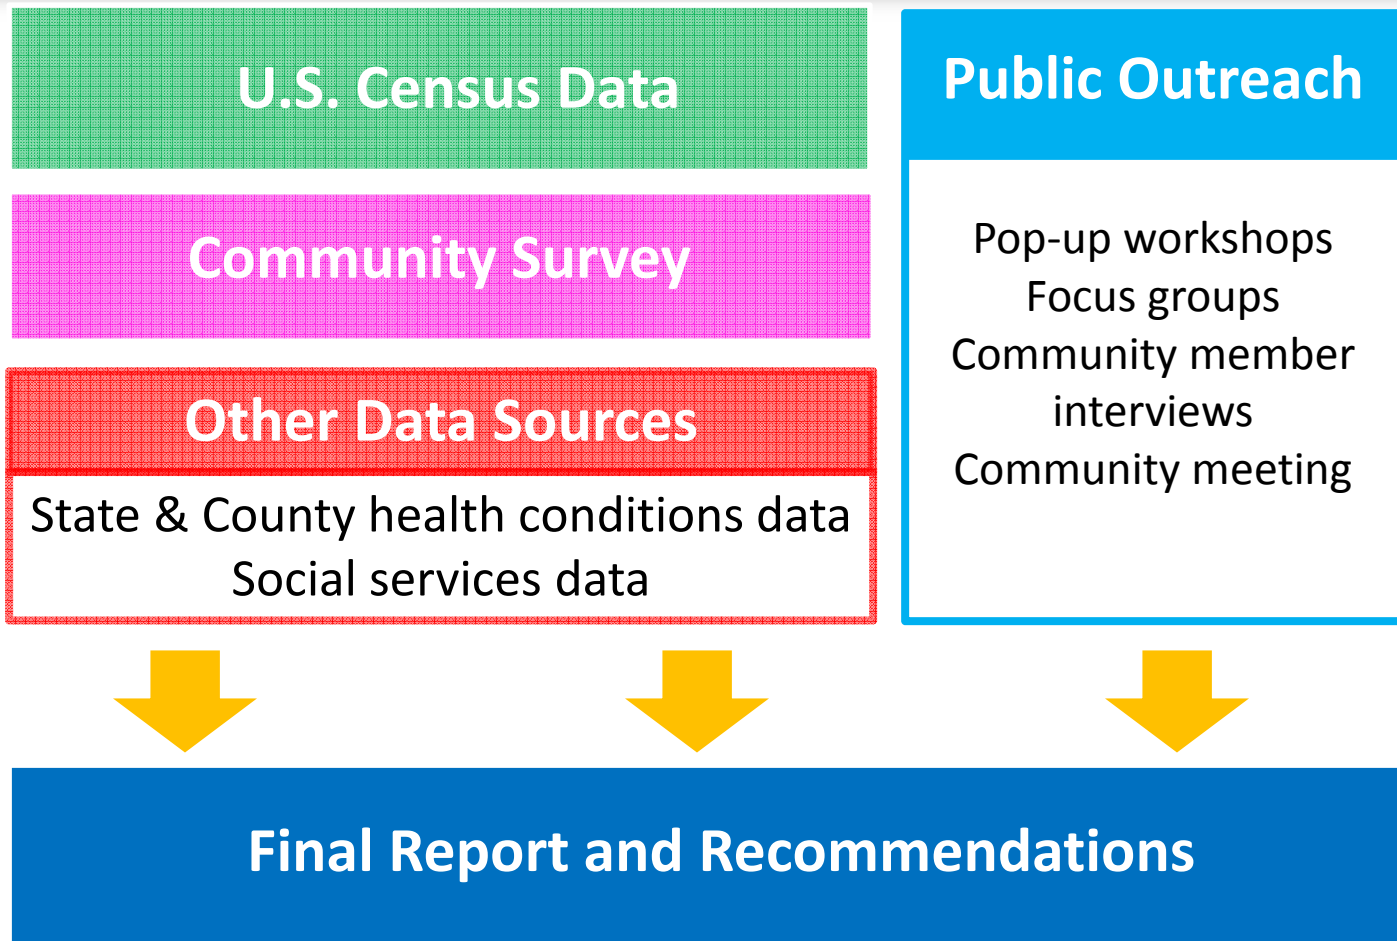 U.S. Census Data
Community Survey
Other Data Sources
State & County health conditions data
Social services data
Public Outreach
Pop-up workshops
Focus groups
Community member
interviews
Community meeting
Final Report and Recommendations